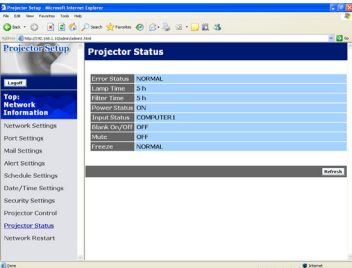 Projector Setup - Microsoft Internet Explorer
File Edit View Favorites Tools Help
Back Search Favorites
Address Go
Projector Setup
Logoff
Top:
Network
Information
Network Settings
Port Settings
Mail Settings
Alert Settings
Schedule Settings
Date/Time Settings
Security Settings
Projector Control
Projector Status
Network Restart
Projector Status
Error Status NORMAL
Lamp Time 5 h
Filter Time 5 h
Power Status ON
Input Status COMPUTER1
Blank On/Off OFF
Mute OFF
Freeze NORMAL
Refresh
Done Internet